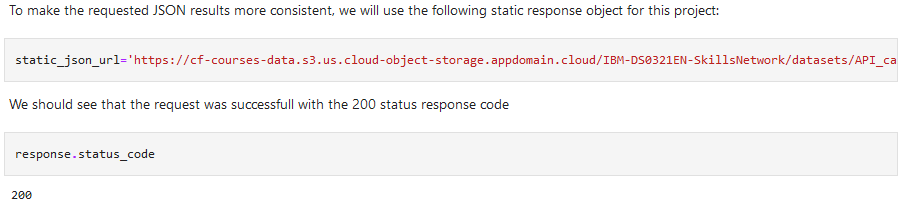 To make the requested JSON results more consistent, we will use the following static response object for this project:
static_json_url='https://cf-courses-data.s3.us.cloud-object-storage.appdomain.cloud/IBM-DS0321EN-SkillsNetwork/datasets/API_ca
We should see that the request was successfull with the 200 status response code
response.status_code
200